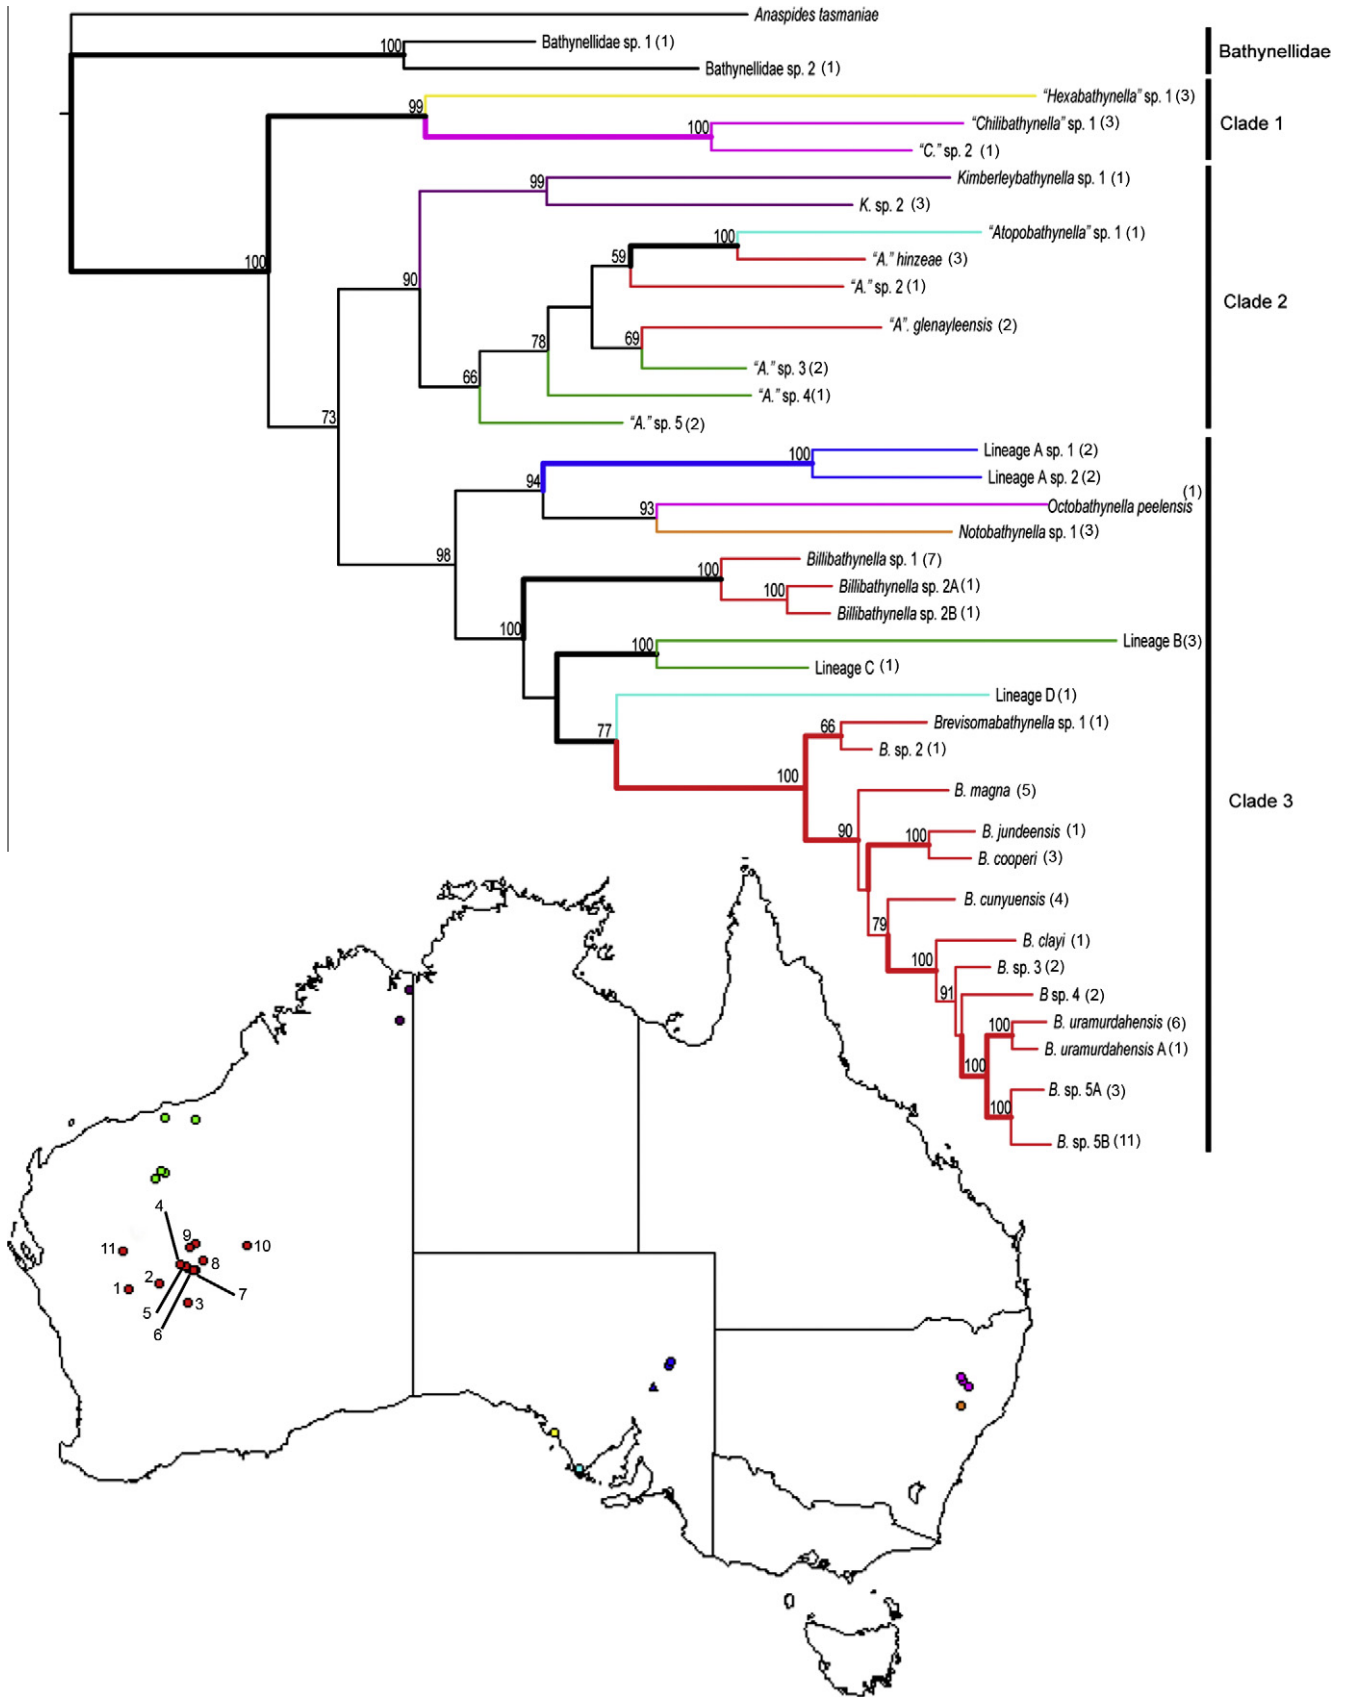 Anaspides tasmaniae
100
Bathynellidae sp. 1 (1)
Bathynellidae sp. 2 (1)
Bathynellidae
99
"Hexabathynella" sp. 1 (3)
100
"Chilibathynella" sp. 1 (3)
"C." sp. 2 (1)
Clade 1
100
73
90
99
Kimberleybathynella sp. 1 (1)
K. sp. 2 (3)
100
"Atopobathynella" sp. 1 (1)
59
"A." hinzeae (3)
"A." sp. 2 (1)
Clade 2
"A". glenayleensis (2)
69
78
"A." sp. 3 (2)
66
"A." sp. 4 (1)
"A." sp. 5 (2)
98
94
100
Lineage A sp. 1 (2)
Lineage A sp. 2 (2)
(1)
93
Octobathynella peelensis
Notobathynella sp. 1 (3)
100
100
Billibathynella sp. 1 (7)
100
Billibathynella sp. 2A (1)
Billibathynella sp. 2B (1)
100
Lineage B (3)
Lineage C (1)
77
Lineage D (1)
100
66
Brevisomabathynella sp. 1 (1)
B. sp. 2 (1)
Clade 3
90
B. magna (5)
100
B. jundeensis (1)
B. cooperi (3)
79
B. cunyuensis (4)
100
B. clayi (1)
91
B. sp. 3 (2)
B sp. 4 (2)
100
100
B. uramurdahensis (6)
B. uramurdahensis A (1)
100
B. sp. 5A (3)
B. sp. 5B (11)
4
9
10
11
8
2
1
7
5
3
6